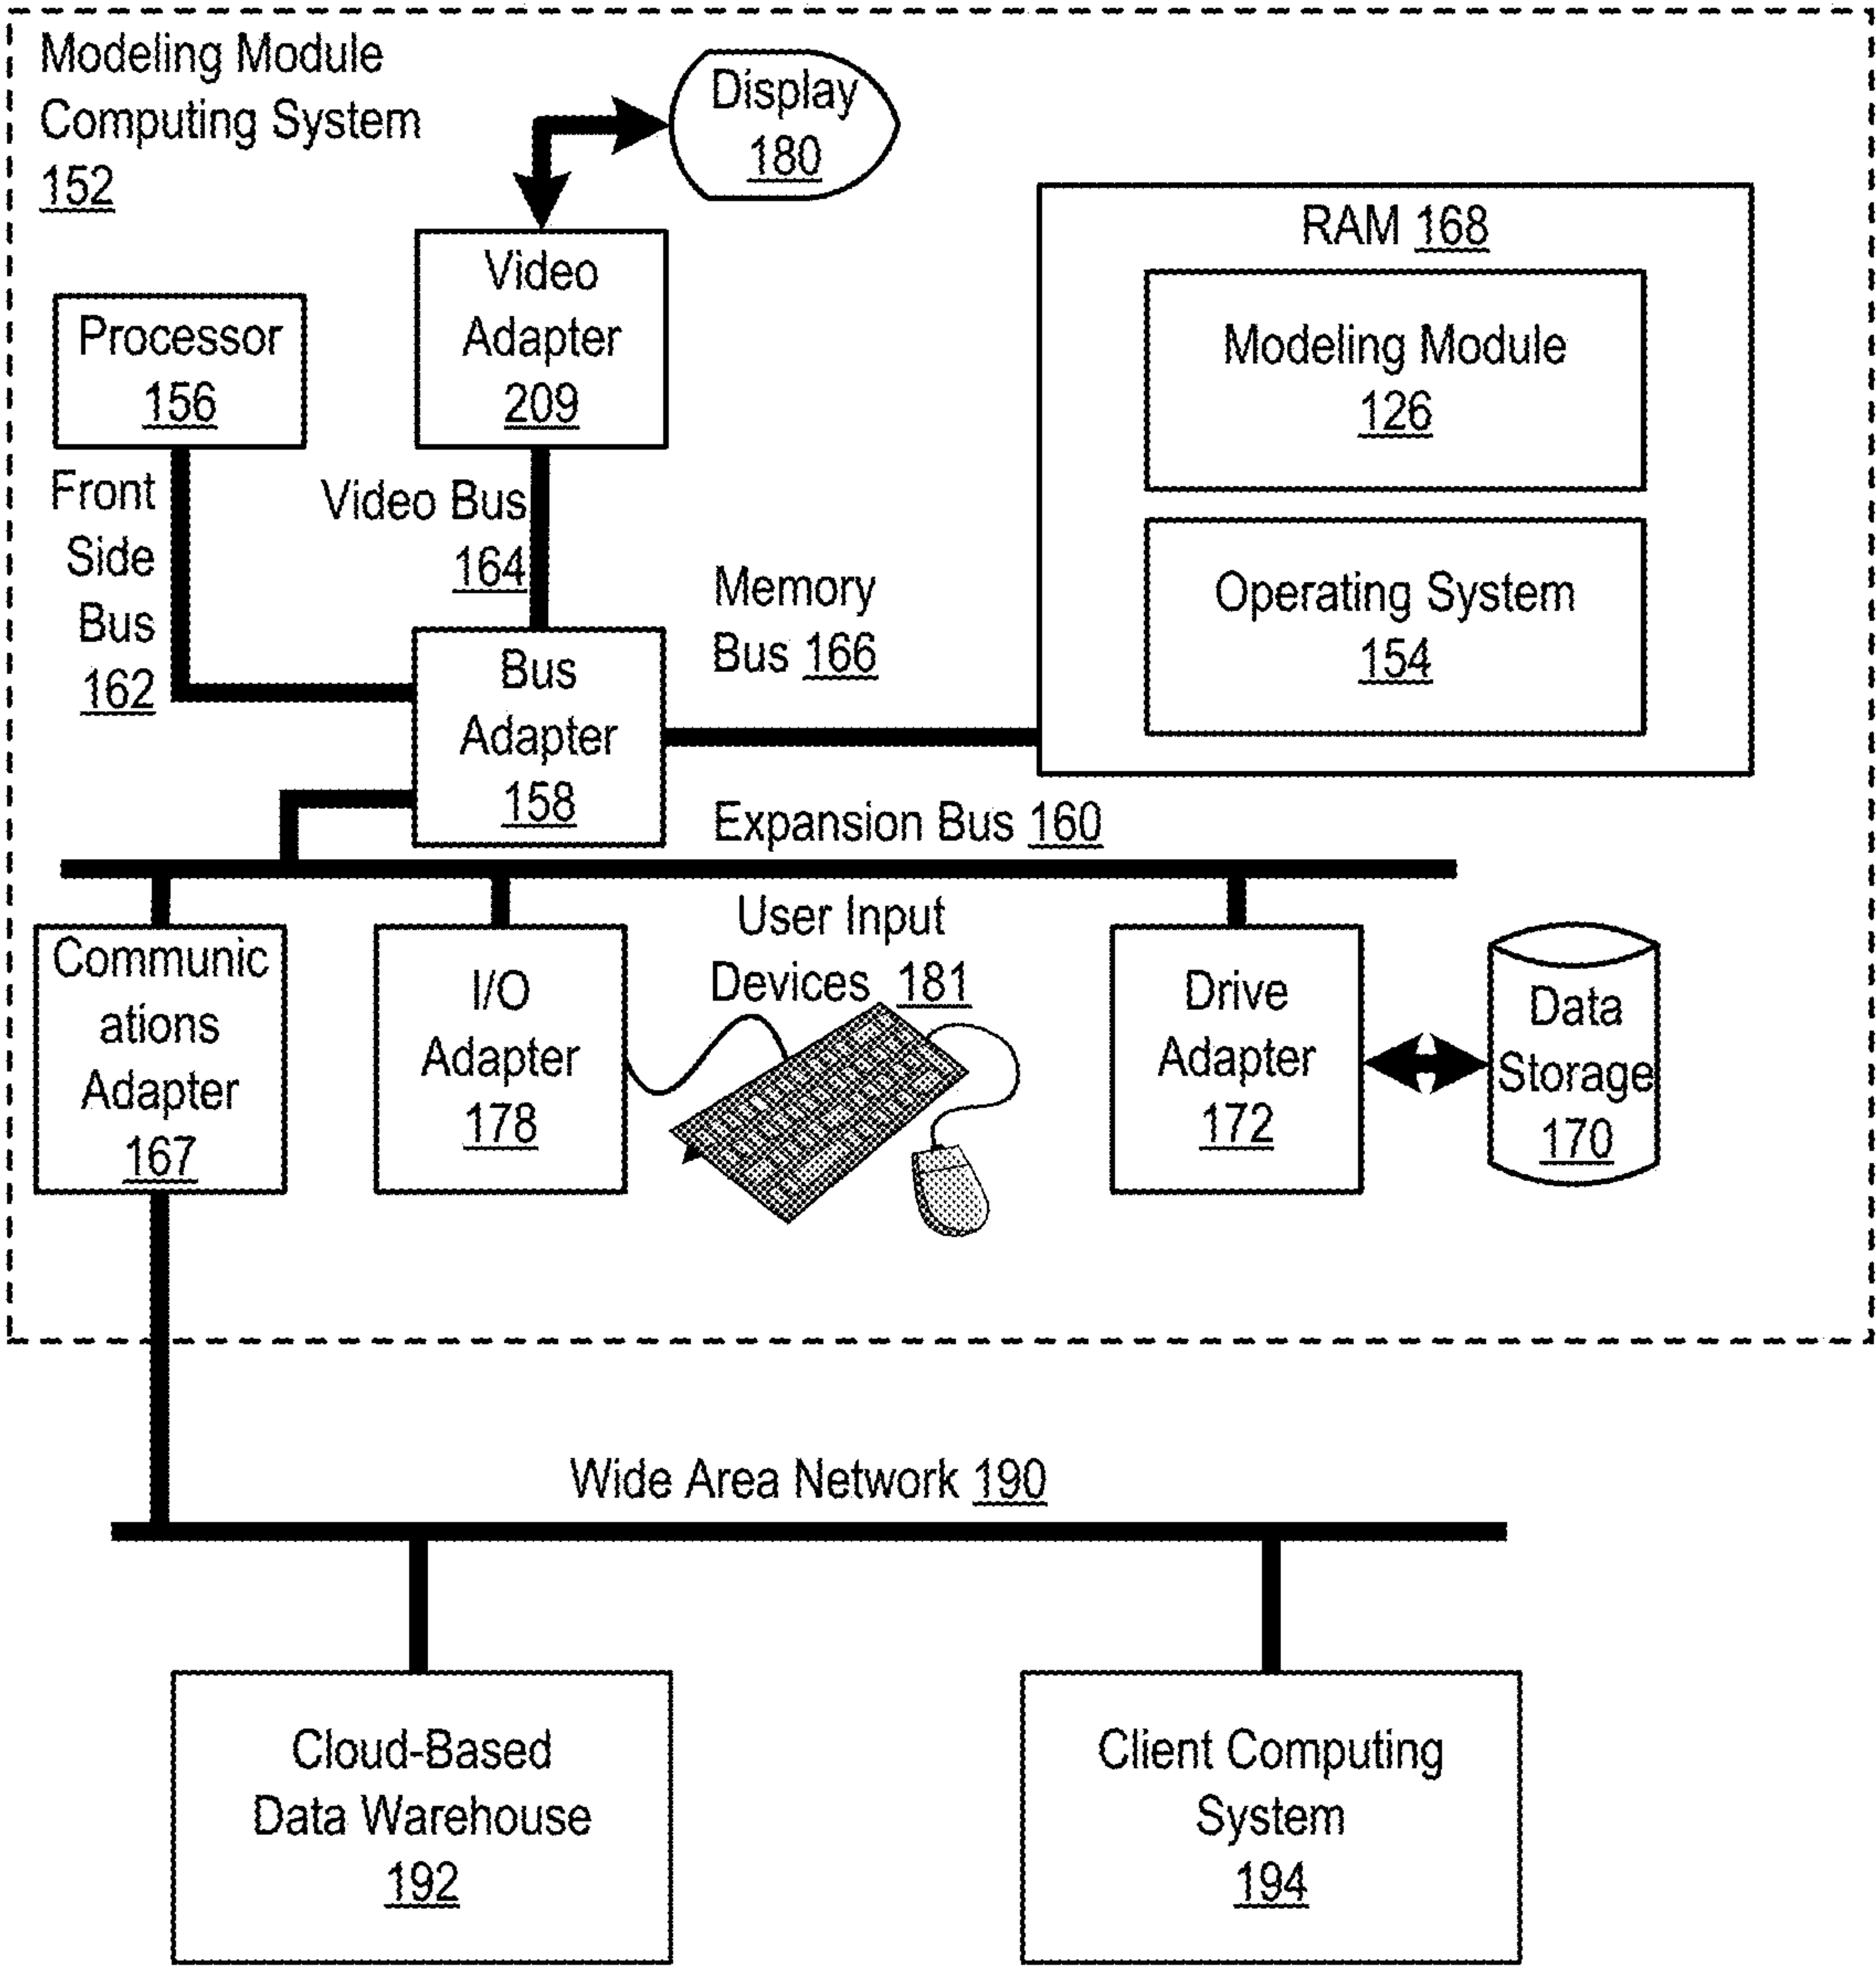 Modeling Module
Computing System
152
Display
180
Video
Adapter
209
Processor
156
RAM 168
Modeling Module
126
Operating System
154
Front
Side
Bus
162
Video Bus
164
Memory
Bus 166
Bus
Adapter
158
Expansion Bus 160
Communic
ations
Adapter
167
I/O
Adapter
178
User Input
Devices 181
Drive
Adapter
172
Data
Storage
170
Wide Area Network 190
Cloud-Based
Data Warehouse
192
Client Computing
System
194